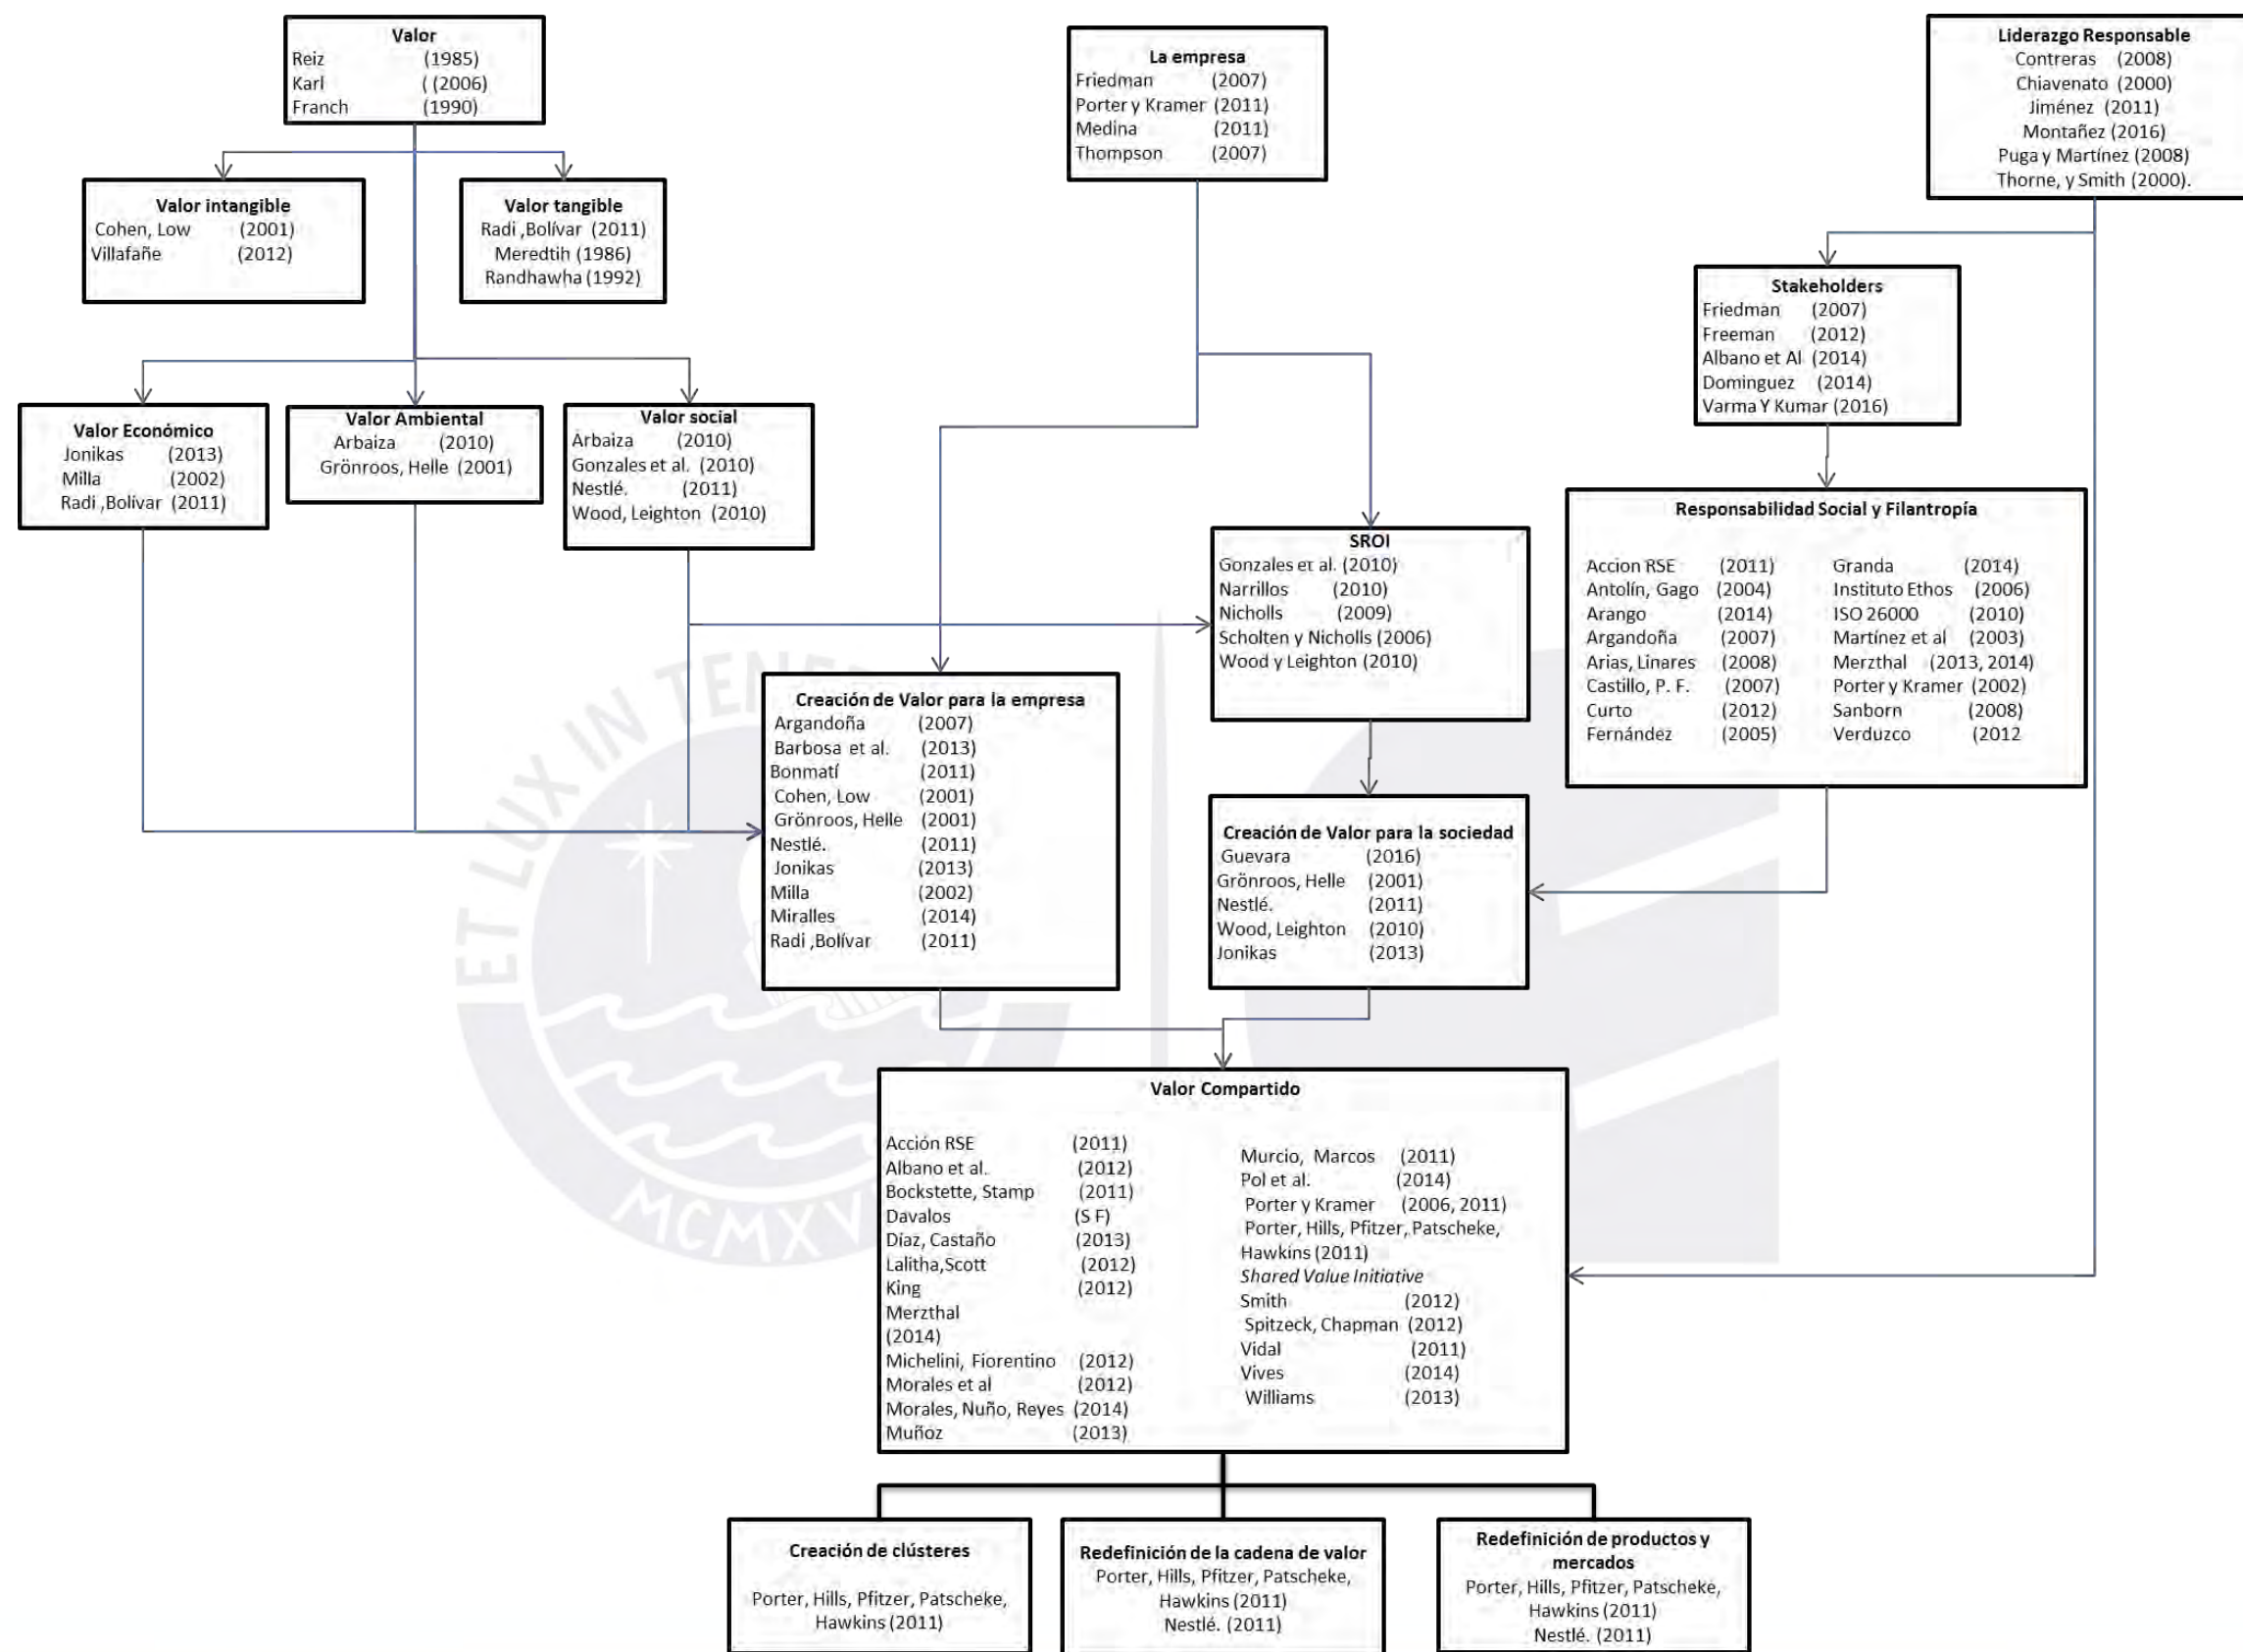 Valor
Reiz (1985)
Karl ( (2006)
Franch (1990)
La empresa
Friedman (2007)
Porter y Kramer (2011)
Medina (2011)
Thompson (2007)
Liderazgo Responsable
Contreras (2008)
Chiavenato (2000)
Jiménez (2011)
Montañez (2016)
Puga y Martínez (2008)
Thorne, y Smith (2000).
Valor intangible
Cohen, Low (2001)
Villafañe (2012)
Valor tangible
Radi ,Bolívar (2011)
Meredtih (1986)
Randhawha (1992)
Stakeholders
Friedman (2007)
Freeman (2012)
Albano et Al (2014)
Dominguez (2014)
Varma Y Kumar (2016)
Valor Económico
Jonikas (2013)
Milla (2002)
Radi ,Bolívar (2011)
Valor Ambiental
Arbaiza (2010)
Grönroos, Helle (2001)
Valor social
Arbaiza (2010)
Gonzales et al. (2010)
Nestlé. (2011)
Wood, Leighton (2010)
SROI
Gonzales et al. (2010)
Narrillos (2010)
Nicholls (2009)
Scholten y Nicholls (2006)
Wood y Leighton (2010)
Responsabilidad Social y Filantropía
Accion RSE (2011)
Antolín, Gago (2004)
Arango (2014)
Argandoña (2007)
Arias, Linares (2008)
Castillo, P. F. (2007)
Curto (2012)
Fernández (2005)
Granda (2014)
Instituto Ethos (2006)
ISO 26000 (2010)
Martínez et al (2003)
Merzthal (2013, 2014)
Porter y Kramer (2002)
Sanborn (2008)
Verduzco (2012
Creación de Valor para la empresa
Argandoña (2007)
Barbosa et al. (2013)
Bonmatí (2011)
Cohen, Low (2001)
Grönroos, Helle (2001)
Nestlé. (2011)
Jonikas (2013)
Milla (2002)
Miralles (2014)
Radi ,Bolívar (2011)
Creación de Valor para la sociedad
Guevara (2016)
Grönroos, Helle (2001)
Nestlé. (2011)
Wood, Leighton (2010)
Jonikas (2013)
Valor Compartido
Acción RSE (2011)
Albano et al. (2012)
Bockstette, Stamp (2011)
Davalos (S F)
Díaz, Castaño (2013)
Lalitha,Scott (2012)
King (2012)
Merzthal
(2014)
Michelini, Fiorentino (2012)
Morales et al (2012)
Morales, Nuño, Reyes (2014)
Muñoz (2013)
Murcio, Marcos (2011)
Pol et al. (2014)
Porter y Kramer (2006, 2011)
Porter, Hills, Pfitzer, Patscheke,
Hawkins (2011)
Shared Value Initiative
Smith (2012)
Spitzeck, Chapman (2012)
Vidal (2011)
Vives (2014)
Williams (2013)
Creación de clústeres
Porter, Hills, Pfitzer, Patscheke,
Hawkins (2011)
Redefinición de la cadena de valor
Porter, Hills, Pfitzer, Patscheke,
Hawkins (2011)
Nestlé. (2011)
Redefinición de productos y
mercados
Porter, Hills, Pfitzer, Patscheke,
Hawkins (2011)
Nestlé. (2011)
ET LUX IN